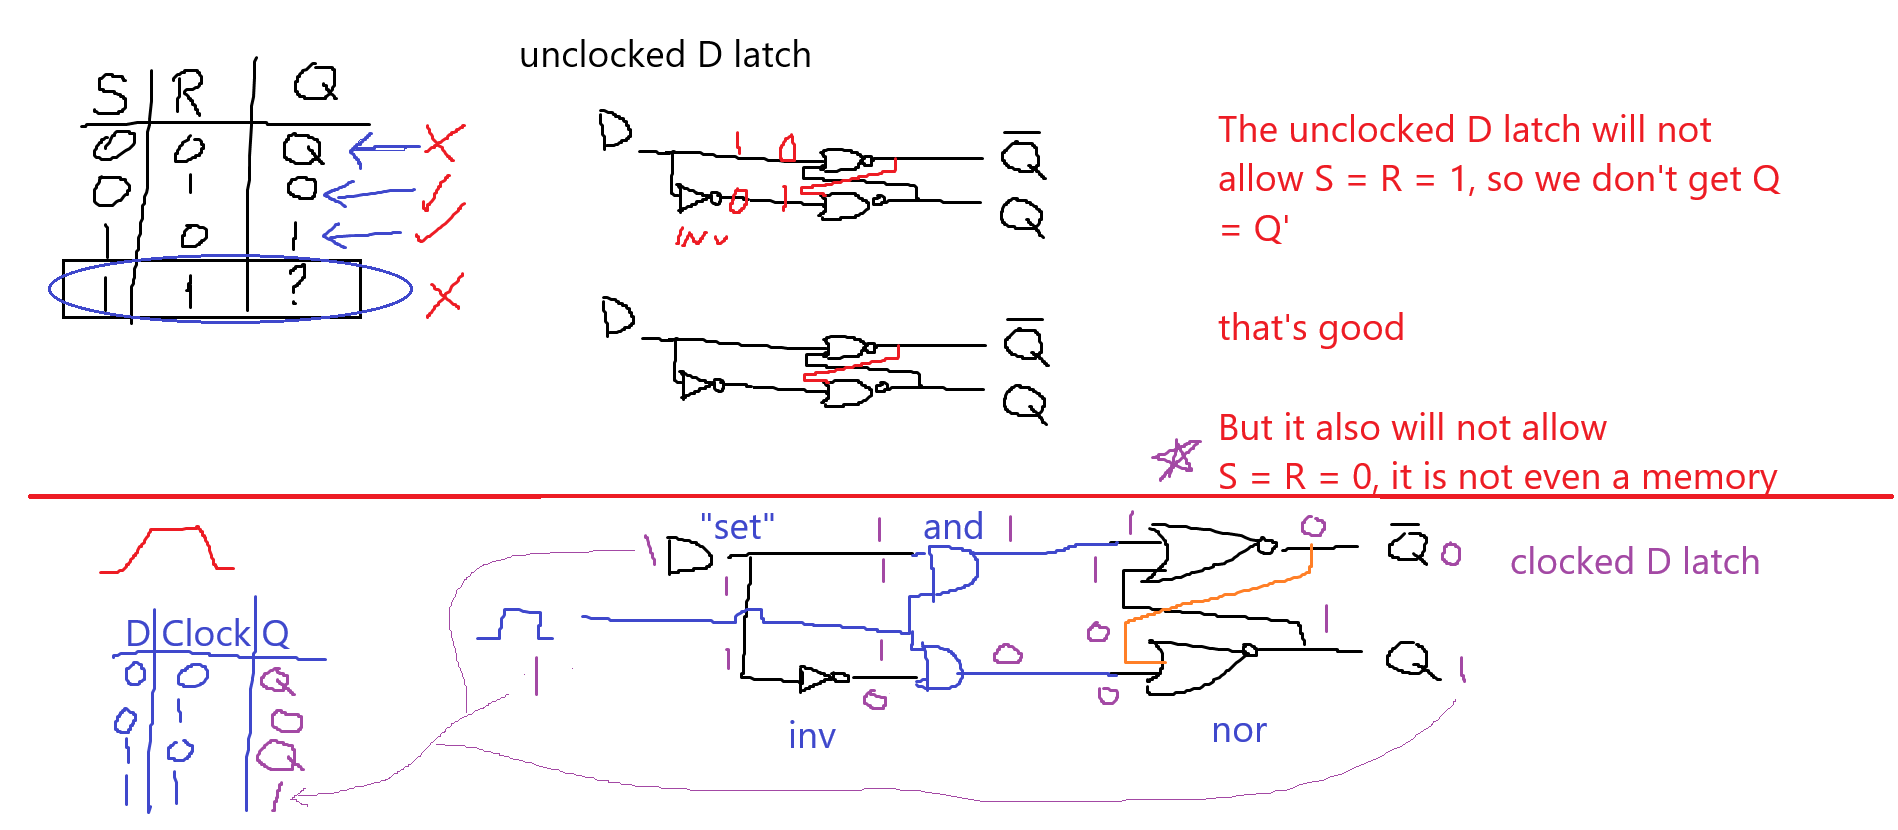 unclocked D latch
S R Q
0 0 Q
0 1 0
1 0 1
1 1 ?
D
1 0
0 1
inv
Q
Q
D
Q
Q
The unclocked D latch will not
allow S = R = 1, so we don't get Q
= Q'
that's good
But it also will not allow
S = R = 0, it is not even a memory
"set" 1 and 1 1 0
1 D Q 0
clocked D latch
1 1 1
D Clock Q
0 0 Q
0 1 0
1 0 Q
1 1 1
1
1 1 0 0 1
0 0
Q 1
inv
nor